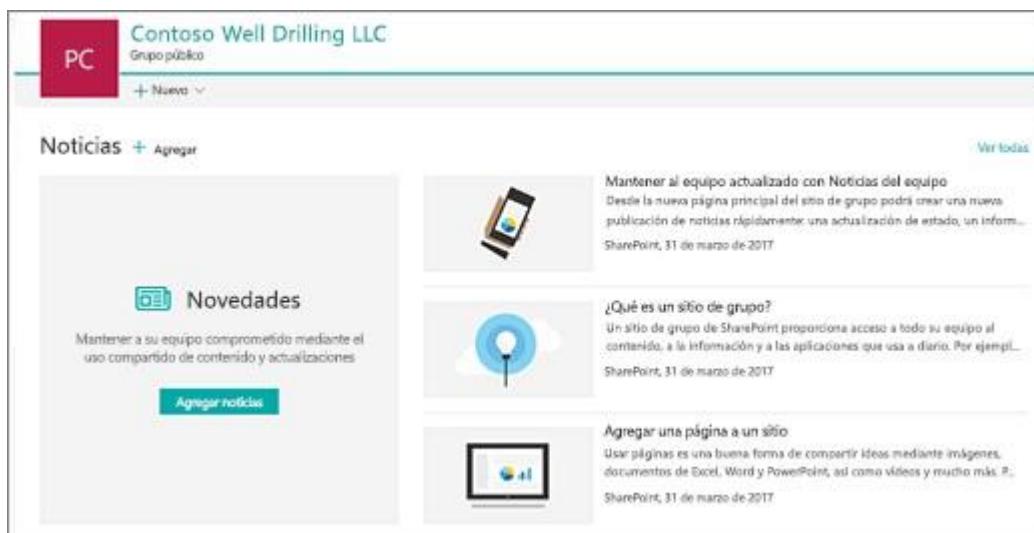 PC
Contoso Well Drilling LLC
Grupo público
+ Nuevo
Noticias + Agregar
Ver todas
Novedades
Mantener a su equipo comprometido mediante el
uso compartido de contenido y actualizaciones
Agregar noticias
Mantener al equipo actualizado con Noticias del equipo
Desde la nueva página principal del sitio de grupo podrá crear una nueva
publicación de noticias rápidamente: una actualización de estado, un inform...
SharePoint, 31 de marzo de 2017
¿Qué es un sitio de grupo?
Un sitio de grupo de SharePoint proporciona acceso a todo su equipo al
contenido, a la información y a las aplicaciones que usa a diario. Por ejempl...
SharePoint, 31 de marzo de 2017
Agregar una página a un sitio
Usar páginas es una buena forma de compartir ideas mediante imágenes,
documentos de Excel, Word y PowerPoint, así como vídeos y mucho más. P...
SharePoint, 31 de marzo de 2017